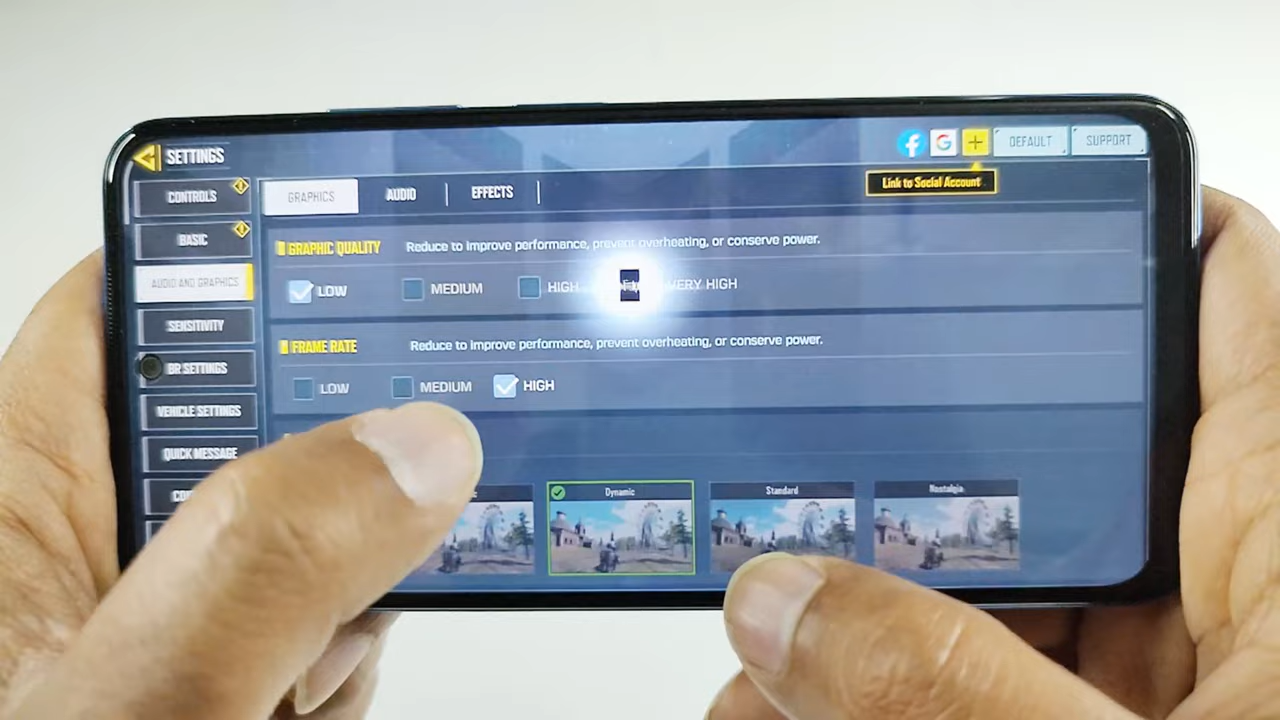 SETTINGS
DEFAULT
SUPPORT
Link to Social Account
CONTROLS
BASIC
AUDIO AND GRAPHICS
SENSITIVITY
BR SETTINGS
VEHICLE SETTINGS
QUICK MESSAGE
GRAPHICS
AUDIO
EFFECTS
GRAPHIC QUALITY
Reduce to improve performance, prevent overheating, or conserve power.
LOW
MEDIUM
HIGH
VERY HIGH
FRAME RATE
Reduce to improve performance, prevent overheating, or conserve power.
LOW
MEDIUM
HIGH
Dynamic
Standard
Nostalgia